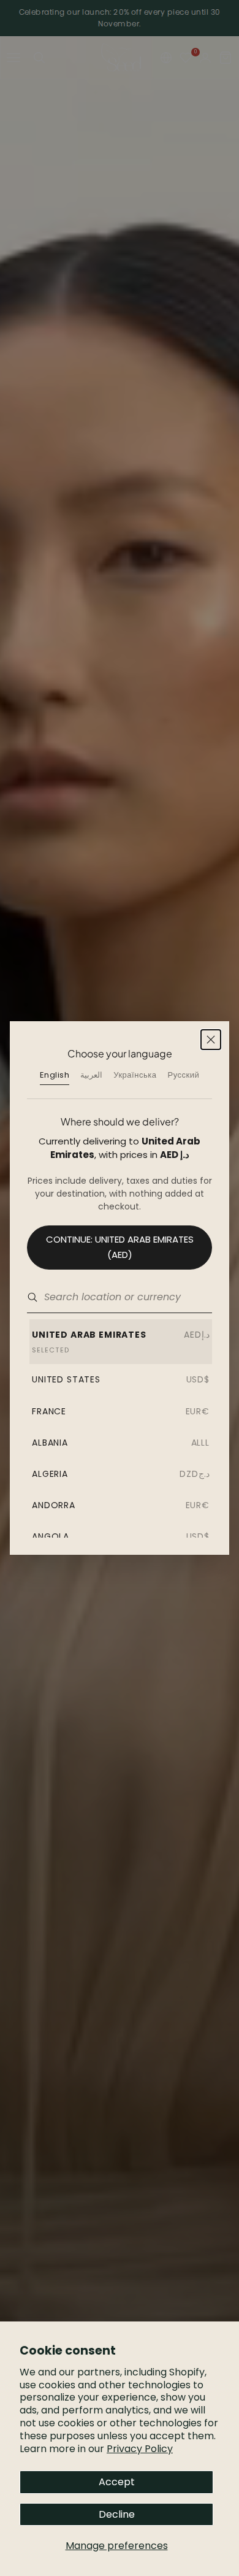 Celebrating our launch: 20% off every piece until 30
November.
0
Choose your language
English العربية Українська Русский
Where should we deliver?
Currently delivering to United Arab
Emirates, with prices in AED د.إ
Prices include delivery, taxes and duties for
your destination, with nothing added at
checkout.
CONTINUE: UNITED ARAB EMIRATES
(AED)
Search location or currency
UNITED ARAB EMIRATES AED د.إ
SELECTED
UNITED STATES USD $
FRANCE EUR €
ALBANIA ALL L
ALGERIA DZD د.ج
ANDORRA EUR €
ANGOLA USD $
Cookie consent
We and our partners, including Shopify,
use cookies and other technologies to
personalize your experience, show you
ads, and perform analytics, and we will
not use cookies or other technologies for
these purposes unless you accept them.
Learn more in our Privacy Policy
Accept
Decline
Manage preferences